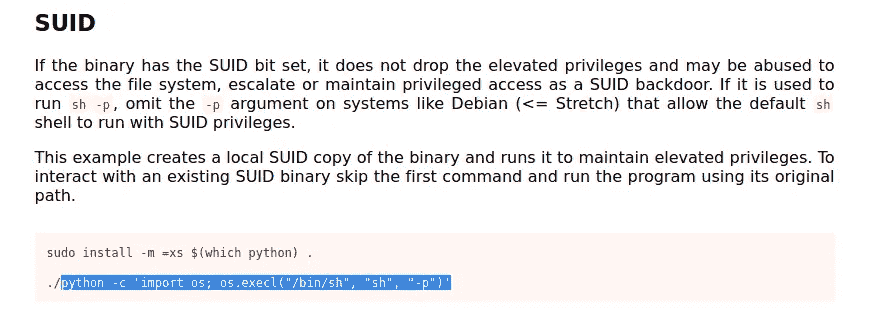 SUID
If the binary has the SUID bit set, it does not drop the elevated privileges and may be abused to
access the file system, escalate or maintain privileged access as a SUID backdoor. If it is used to
run sh -p, omit the -p argument on systems like Debian (<= Stretch) that allow the default sh
shell to run with SUID privileges.
This example creates a local SUID copy of the binary and runs it to maintain elevated privileges. To
interact with an existing SUID binary skip the first command and run the program using its original
path.
sudo install -m =xs $(which python) .
./python -c 'import os; os.execl("/bin/sh", "sh", "-p")'